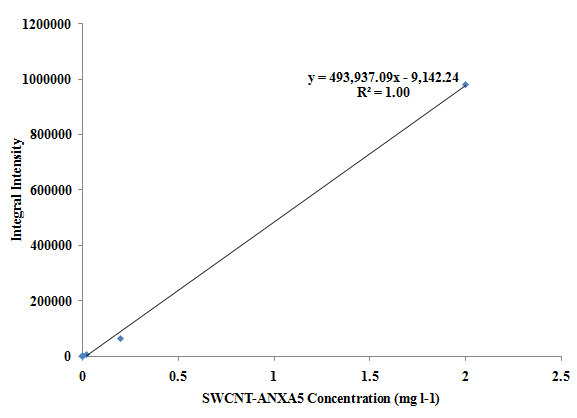 1200000
1000000
800000
600000
400000
200000
0
Integral Intensity
y = 493,937.09x - 9,142.24
R² = 1.00
0 0.5 1 1.5 2 2.5
SWCNT-ANXA5 Concentration (mg l-1)